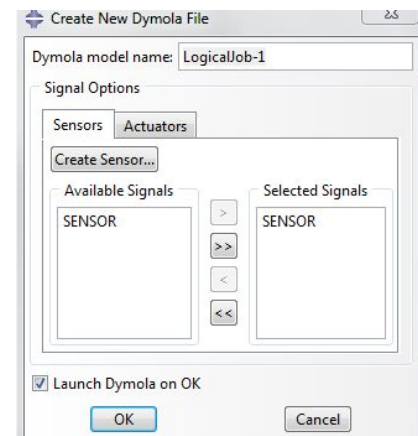 Create New Dymola File
Dymola model name: LogicalJob-1
Signal Options
Sensors Actuators
Create Sensor...
Available Signals Selected Signals
SENSOR SENSOR
>
>>
<
<<
Launch Dymola on OK
OK Cancel